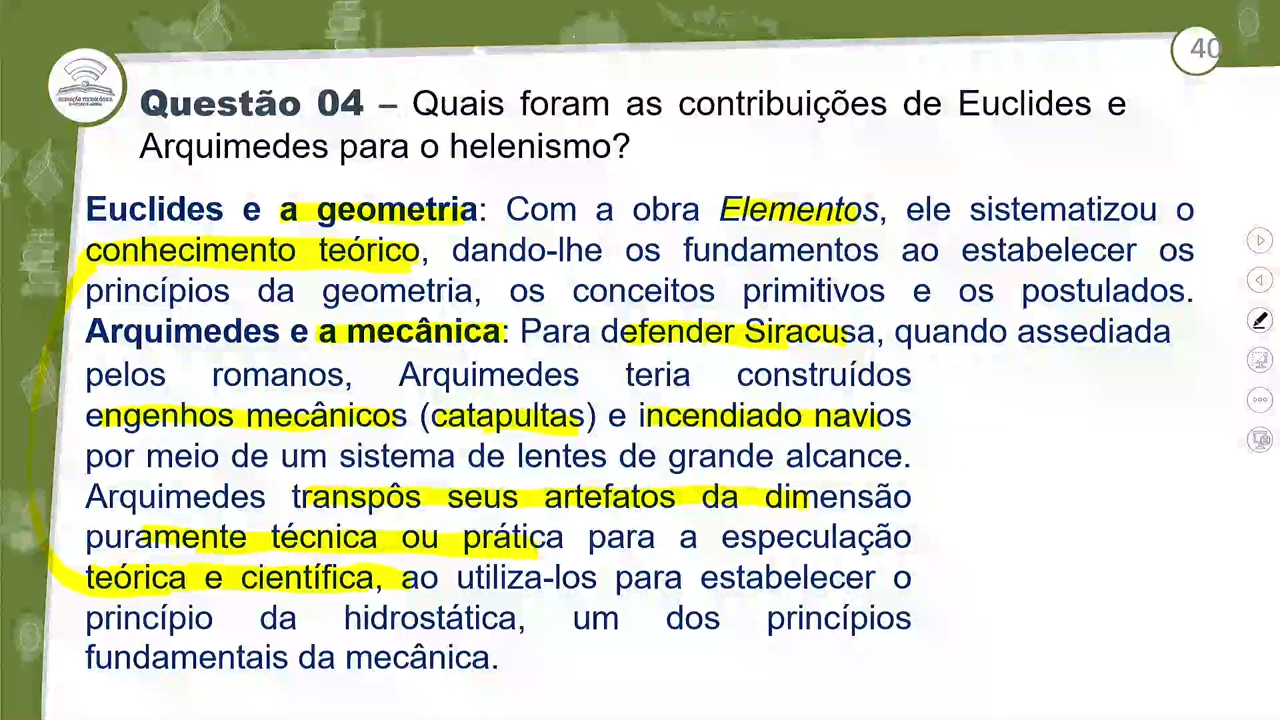 40
Questão 04 – Quais foram as contribuições de Euclides e
Arquimedes para o helenismo?
Euclides e a geometria: Com a obra Elementos, ele sistematizou o
conhecimento teórico, dando-lhe os fundamentos ao estabelecer os
princípios da geometria, os conceitos primitivos e os postulados.
Arquimedes e a mecânica: Para defender Siracusa, quando assediada
pelos romanos, Arquimedes teria construídos
engenhos mecânicos (catapultas) e incendiado navios
por meio de um sistema de lentes de grande alcance.
Arquimedes transpôs seus artefatos da dimensão
puramente técnica ou prática para a especulação
teórica e científica, ao utiliza-los para estabelecer o
princípio da hidrostática, um dos princípios
fundamentais da mecânica.